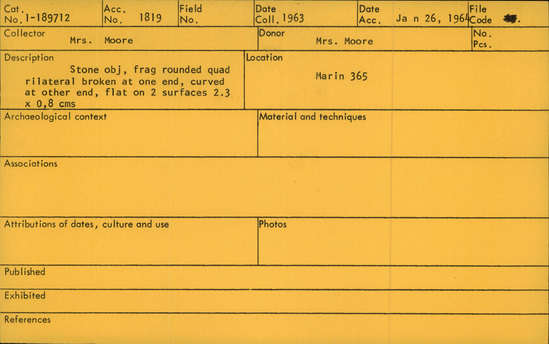 Cat. No. 1-189712 Acc. No. 1819 Field No. Date Coll. 1963 Date Acc. Ja n 26, 1964 File Code
Collector Mrs. Moore Donor Mrs. Moore No. Pcs.
Description
Stone obj, frag rounded quad
rilateral broken at one end, curved
at other end, flat on 2 surfaces 2.3
x 0,8 cms
Location
Marin 365
Archaeological context Material and techniques
Associations
Attributions of dates, culture and use Photos
Published
Exhibited
References